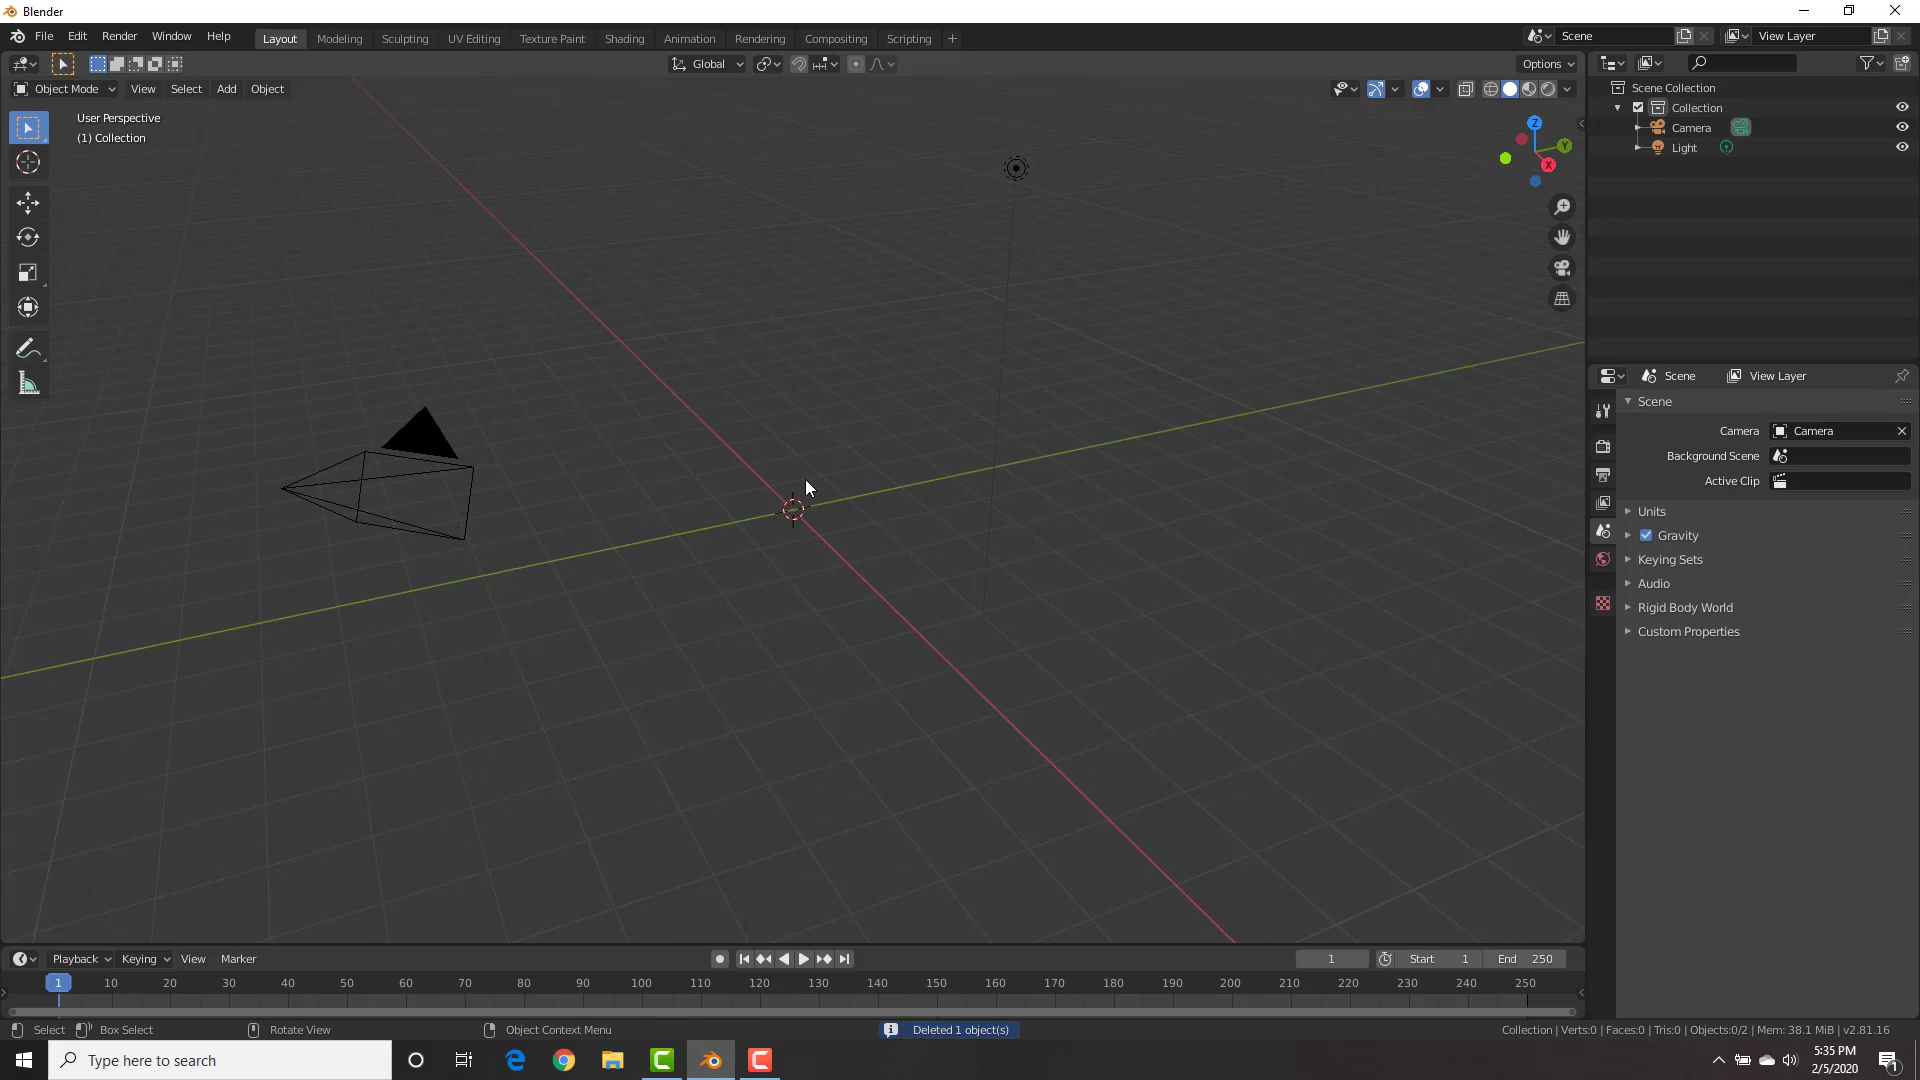 Blender
File Edit Render Window Help Layout Modeling Sculpting UV Editing Texture Paint Shading Animation Rendering Compositing Scripting + Scene View Layer
Global Options
Object Mode View Select Add Object
User Perspective
(1) Collection
Z
Y
X
Scene Collection
Collection
Camera
Light
Scene View Layer
Scene
Camera Camera
Background Scene
Active Clip
Units
Gravity
Keying Sets
Audio
Rigid Body World
Custom Properties
Playback Keying View Marker 1 Start 1 End 250
1 10 20 30 40 50 60 70 80 90 100 110 120 130 140 150 160 170 180 190 200 210 220 230 240 250
Select Box Select Rotate View Object Context Menu Deleted 1 object(s) Collection | Verts:0 | Faces:0 | Tris:0 | Objects:0/2 | Mem: 38.1 MiB | v2.81.16
Type here to search
5:35 PM
2/5/2020
1